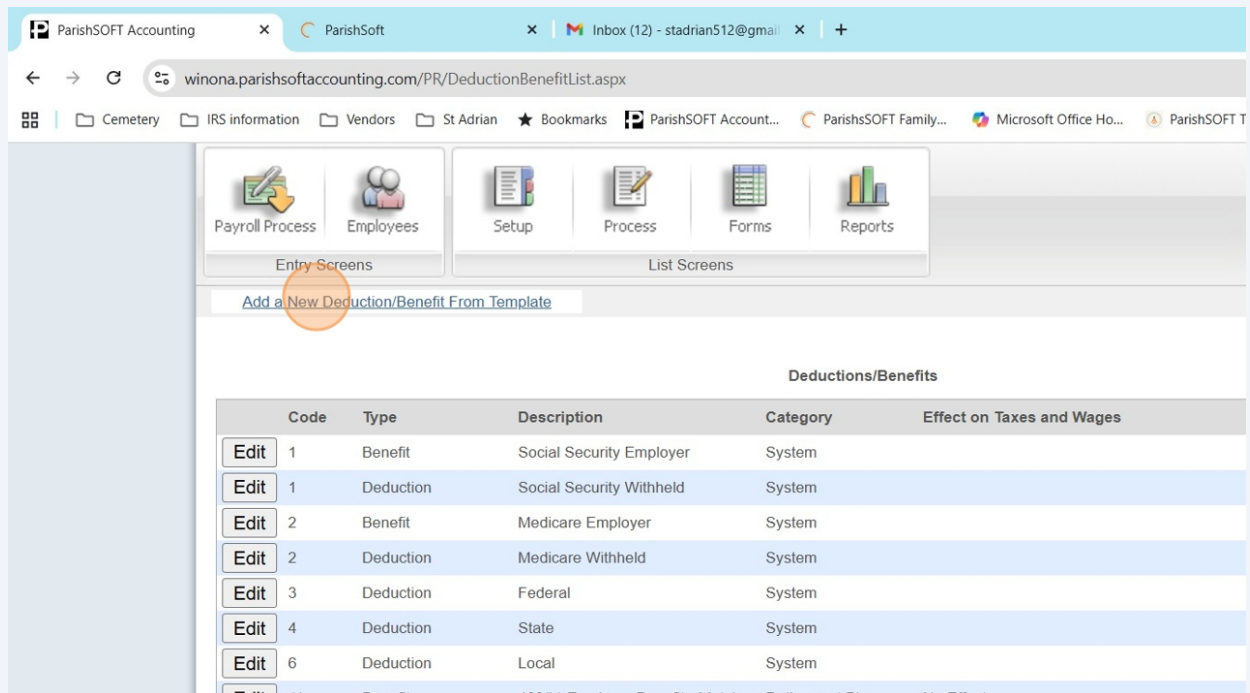 ParishSOFT Accounting ParishSoft Inbox (12) - stadrian512@gmail
winona.parishsoftaccounting.com/PR/DeductionBenefitList.aspx
Cemetery IRS information Vendors St Adrian Bookmarks ParishSOFT Account... ParishsSOFT Family... Microsoft Office Ho... ParishSOFT T
Payroll Process Employees Setup Process Forms Reports
Entry Screens List Screens
Add a New Deduction/Benefit From Template
Deductions/Benefits
Code Type Description Category Effect on Taxes and Wages
Edit 1 Benefit Social Security Employer System
Edit 1 Deduction Social Security Withheld System
Edit 2 Benefit Medicare Employer System
Edit 2 Deduction Medicare Withheld System
Edit 3 Deduction Federal System
Edit 4 Deduction State System
Edit 6 Deduction Local System